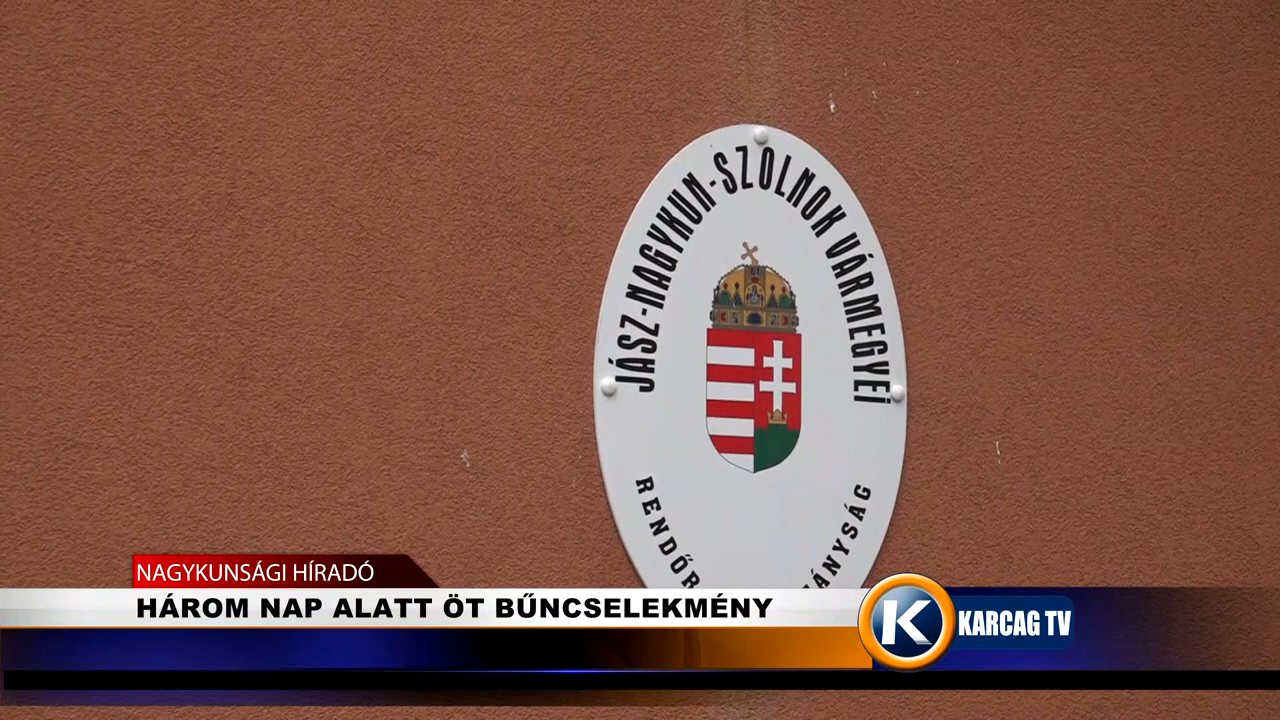 JÁSZ-NAGYKUN-SZOLNOK VÁRMEGYEI
NAGYKUNSÁGI HÍRADÓ
HÁROM NAP ALATT ÖT BŰNCSELEKMÉNY
K KARCAG TV